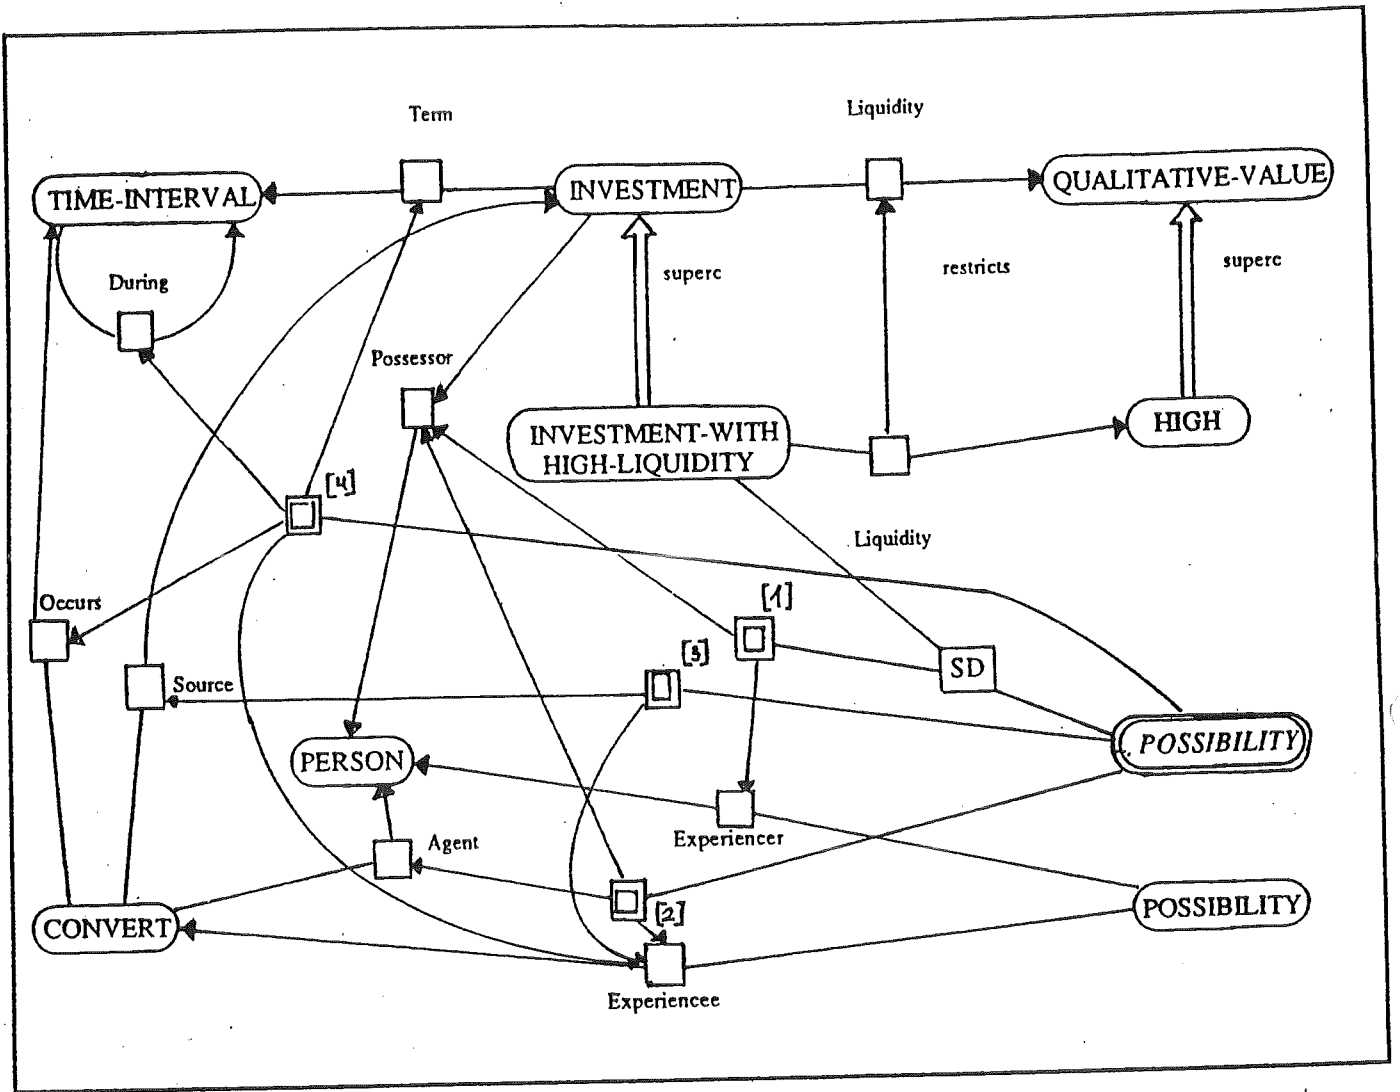 Term
Liquidity
TIME-INTERVAL
INVESTMENT
QUALITATIVE-VALUE
During
superc
restricts
superc
Possessor
INVESTMENT-WITH
HIGH-LIQUIDITY
HIGH
[4]
Liquidity
Occurs
[1]
[3]
SD
Source
POSSIBILITY
PERSON
Experiencer
Agent
[2]
CONVERT
POSSIBILITY
Experiencee